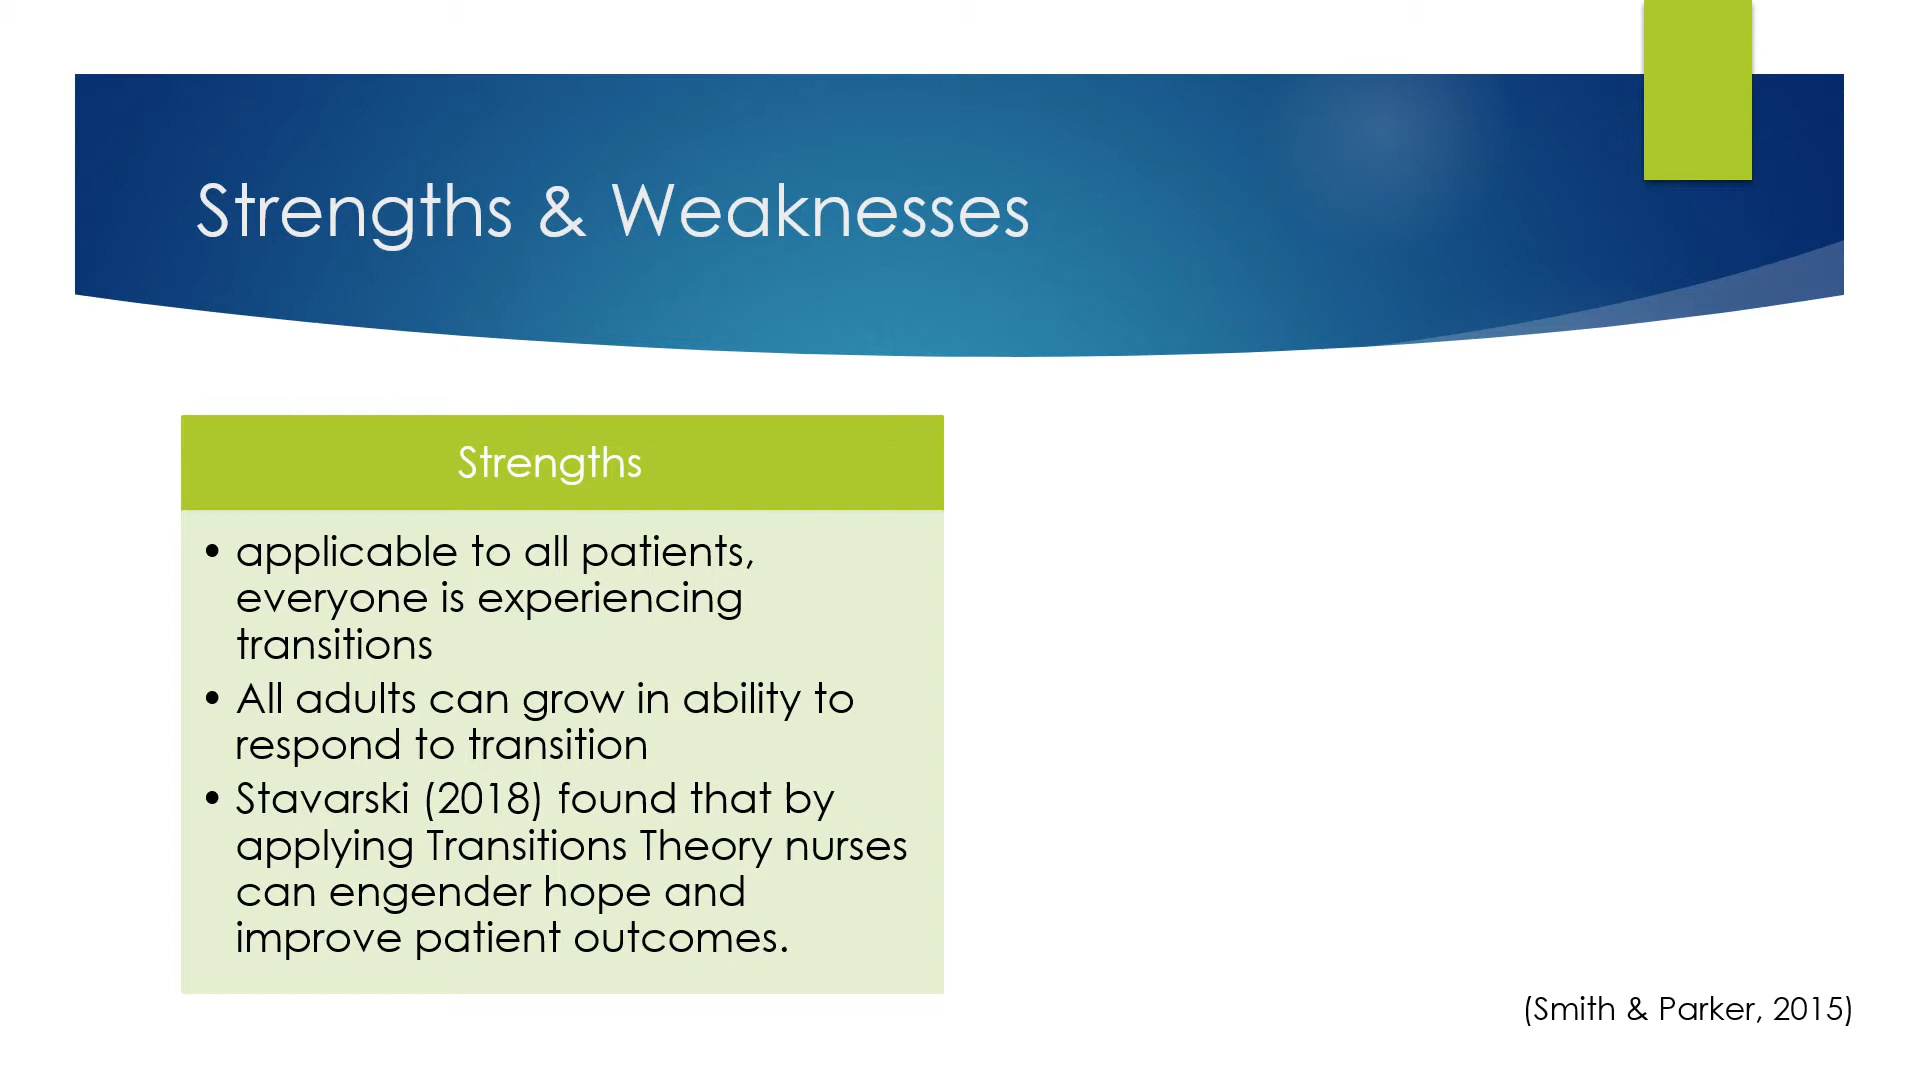 Strengths & Weaknesses
Strengths
• applicable to all patients,
everyone is experiencing
transitions
• All adults can grow in ability to
respond to transition
• Stavarski (2018) found that by
applying Transitions Theory nurses
can engender hope and
improve patient outcomes.
(Smith & Parker, 2015)